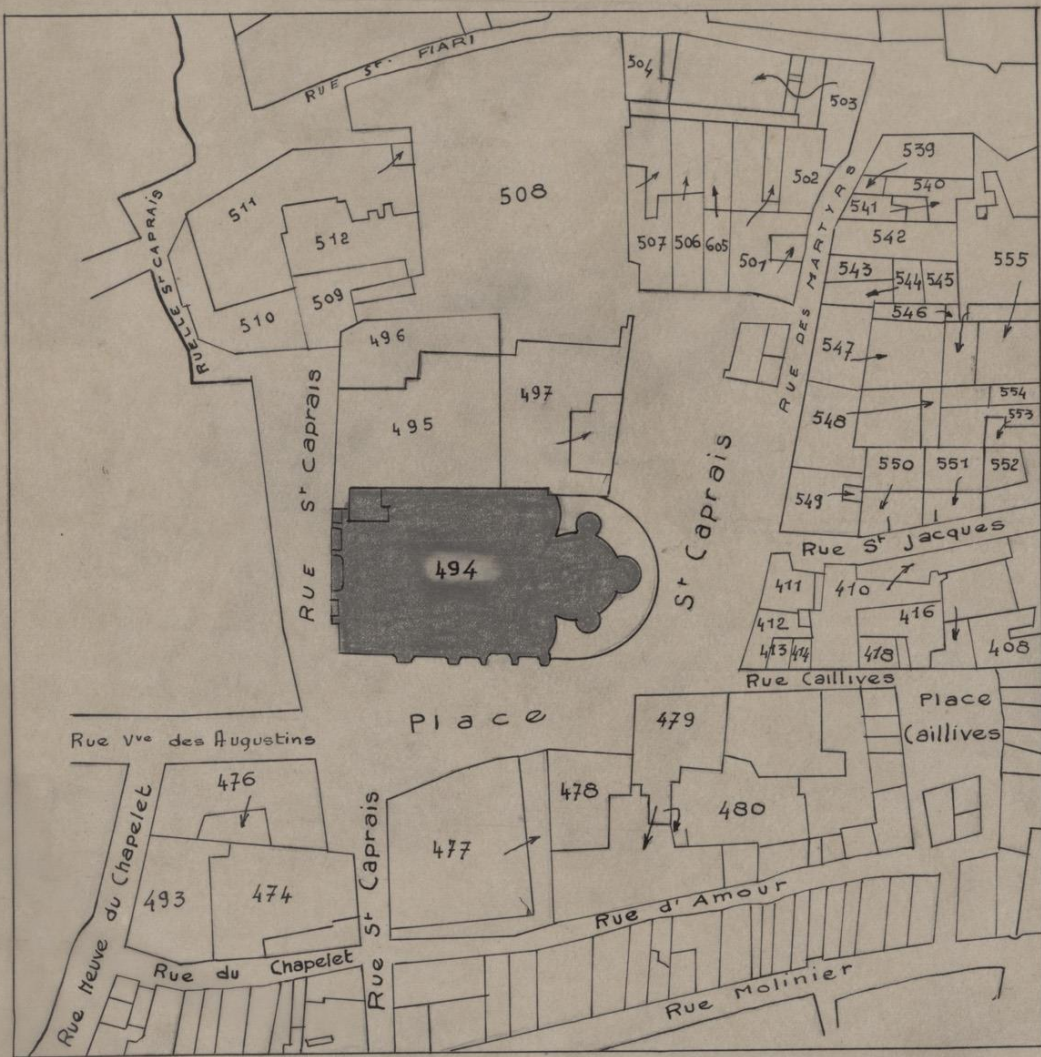 RUE St. FIARI
504
503
539
502
540
541
511
508
542
512
507 506 605 501
543 544 545
555
RUELLE St CAPRAIS
RUE DES MARTYRS
509
510
546
496
547
497
554
495
548
553
550 551 552
549
RUE St Caprais
St Caprais
Rue St Jacques
494
411 410
412
416
413 414 418 408
Rue Caillives
Place
Place
Caillives
479
Rue Vve des Augustins
476
478
480
477
Rue Neuve du Chapelet
493
474
Rue St Caprais
Rue d'Amour
Rue du Chapelet
Rue Molinier